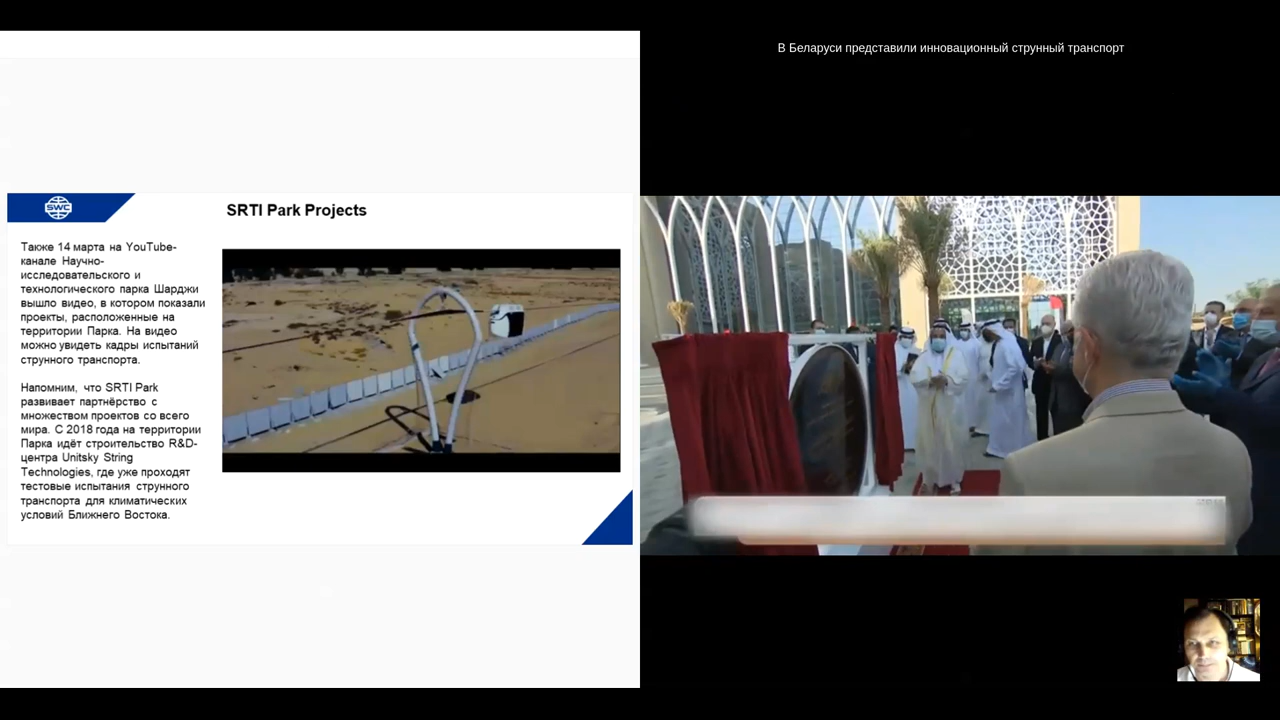 В Беларуси представили инновационный струнный транспорт
SWC
SRTI Park Projects
Также 14 марта на YouTube-
канале Научно-
исследовательского и
технологического парка Шарджи
вышло видео, в котором показали
проекты, расположенные на
территории Парка. На видео
можно увидеть кадры испытаний
струнного транспорта.
Напомним, что SRTI Park
развивает партнёрство с
множеством проектов со всего
мира. С 2018 года на территории
Парка идёт строительство R&D-
центра Unitsky String
Technologies, где уже проходят
тестовые испытания струнного
транспорта для климатических
условий Ближнего Востока.